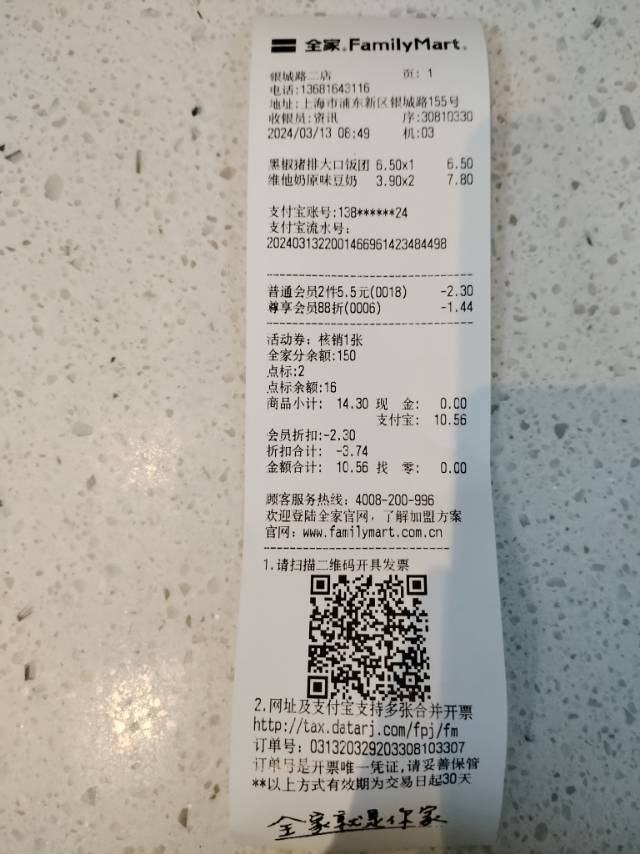 全家 FamilyMart
银城路二店 页: 1
电话:13681643116
地址:上海市浦东新区银城路155号
收银员:资讯 序:30810330
2024/03/13 08:49 机:03
黑椒猪排大口饭团 6.50x1 6.50
维他奶原味豆奶 3.90x2 7.80
支付宝账号:138******24
支付宝流水号:
2024031322001466961423484498
普通会员2件5.5元(0018) -2.30
尊享会员88折(0006) -1.44
活动券: 核销1张
全家分余额:150
点标:2
点标余额:16
商品小计: 14.30 现 金: 0.00
支付宝: 10.56
会员折扣:-2.30
折扣合计: -3.74
金额合计: 10.56 找 零: 0.00
顾客服务热线: 4008-200-996
欢迎登陆全家官网, 了解加盟方案
官网: www.familymart.com.cn
1.请扫描二维码开具发票
2.网址及支付宝支持多张合并开票
http://tax.datarj.com/fpj/fm
订单号: 031320329203308103307
订单号是开票唯一凭证,请妥善保管
**以上方式有效期为交易日起30天
全家就是你家